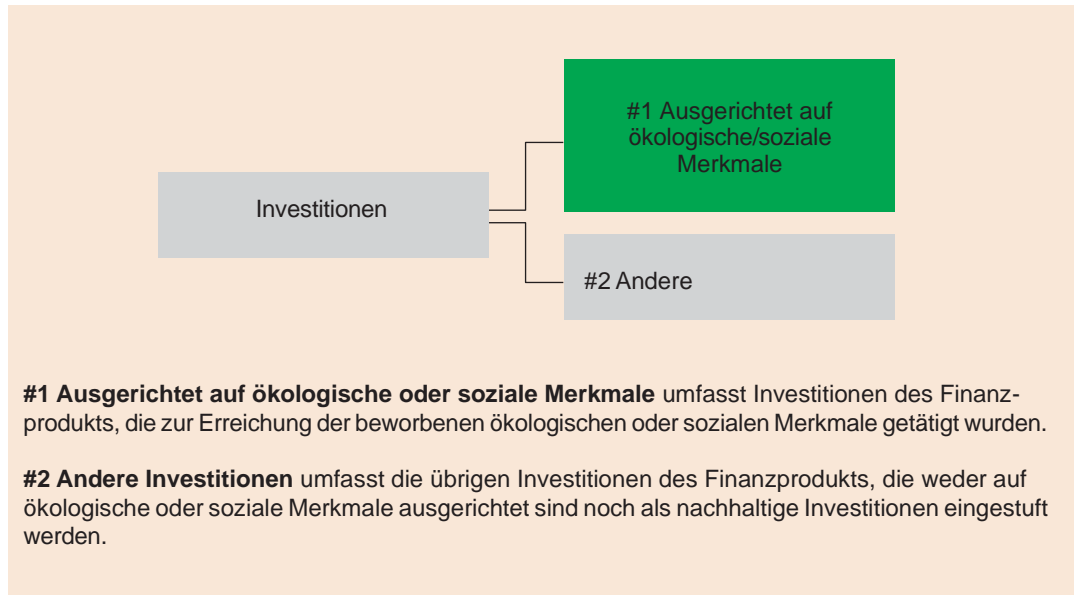 #1 Ausgerichtet auf
ökologische/soziale
Merkmale
Investitionen
#2 Andere
#1 Ausgerichtet auf ökologische oder soziale Merkmale umfasst Investitionen des Finanz-
produkts, die zur Erreichung der beworbenen ökologischen oder sozialen Merkmale getätigt wurden.
#2 Andere Investitionen umfasst die übrigen Investitionen des Finanzprodukts, die weder auf
ökologische oder soziale Merkmale ausgerichtet sind noch als nachhaltige Investitionen eingestuft
werden.